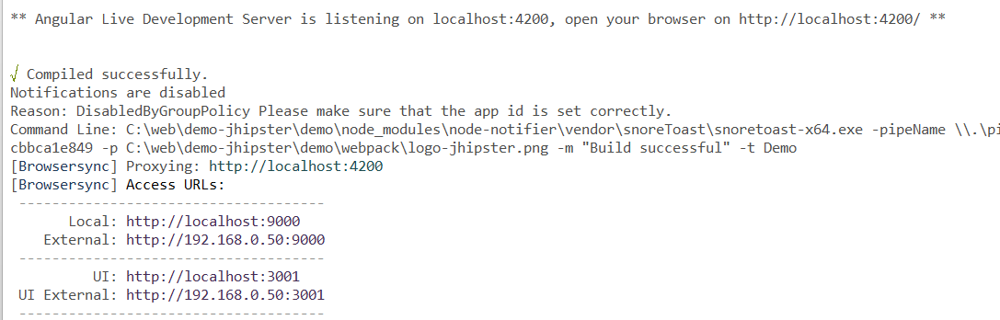 ** Angular Live Development Server is listening on localhost:4200, open your browser on http://localhost:4200/ **
√ Compiled successfully.
Notifications are disabled
Reason: DisabledByGroupPolicy Please make sure that the app id is set correctly.
Command Line: C:\web\demo-jhipster\demo\node_modules\node-notifier\vendor\snoreToast\snoretoast-x64.exe -pipeName \\.\pi
cbbca1e849 -p C:\web\demo-jhipster\demo\webpack\logo-jhipster.png -m "Build successful" -t Demo
[Browsersync] Proxying: http://localhost:4200
[Browsersync] Access URLs:
-------------------------------------
Local: http://localhost:9000
External: http://192.168.0.50:9000
-------------------------------------
UI: http://localhost:3001
UI External: http://192.168.0.50:3001
-------------------------------------